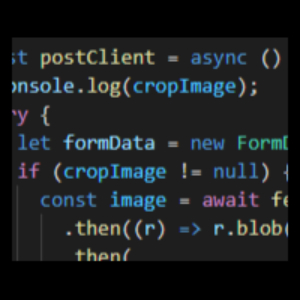 st postClient = async ()
onsole.log(cropImage);
ry {
let formData = new FormD
if (cropImage != null) {
const image = await fe
.then((r) => r.blob(
.then(